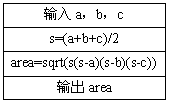 输入 a，b，c
s=(a+b+c)/2
area=sqrt(s(s-a)(s-b)(s-c))
输出 area